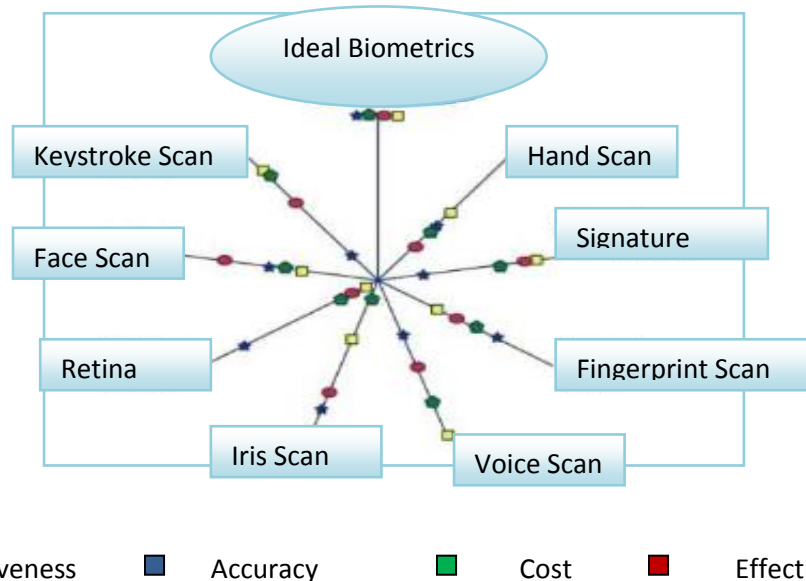 Ideal Biometrics
Keystroke Scan
Hand Scan
Signature
Face Scan
Retina
Fingerprint Scan
Iris Scan
Voice Scan
iveness Accuracy Cost Effect